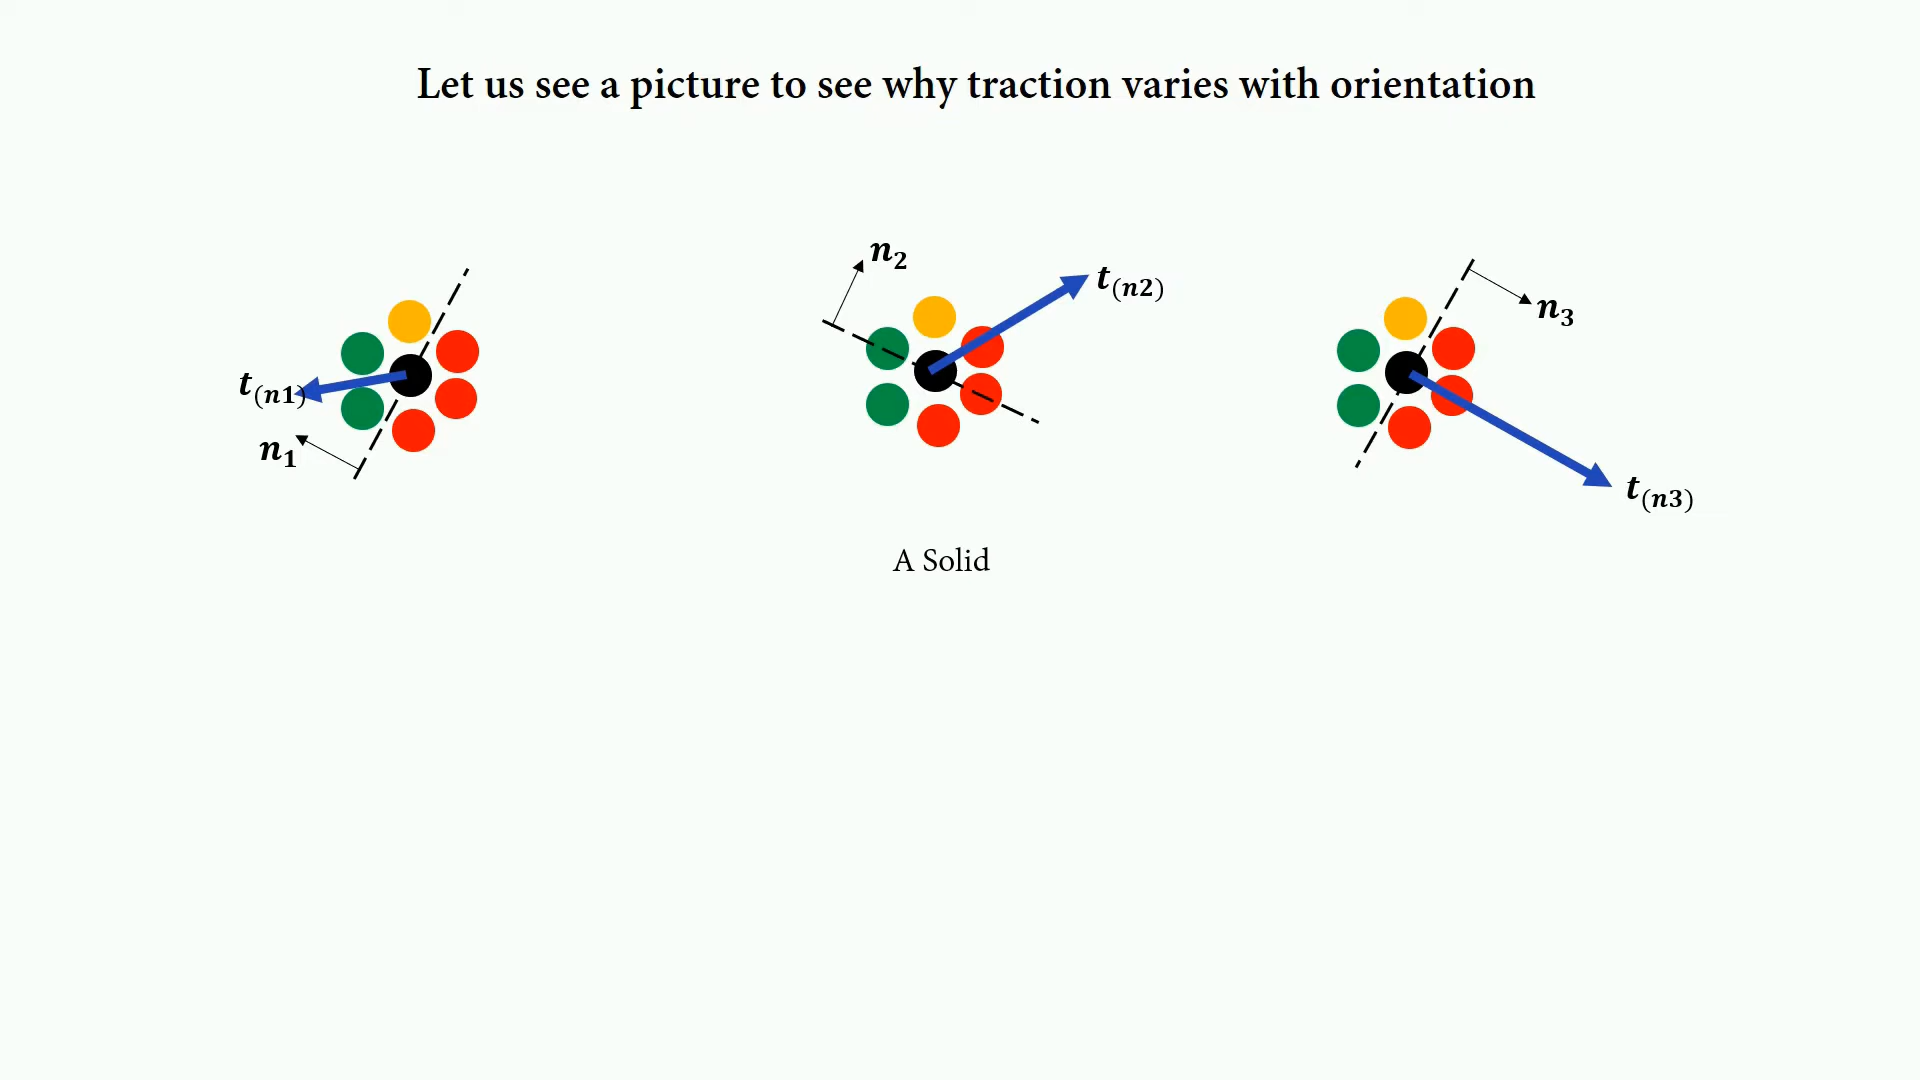 Let us see a picture to see why traction varies with orientation
n₂
t₍ₙ₂₎
n₃
t₍ₙ₁₎
n₁
t₍ₙ₃₎
A Solid